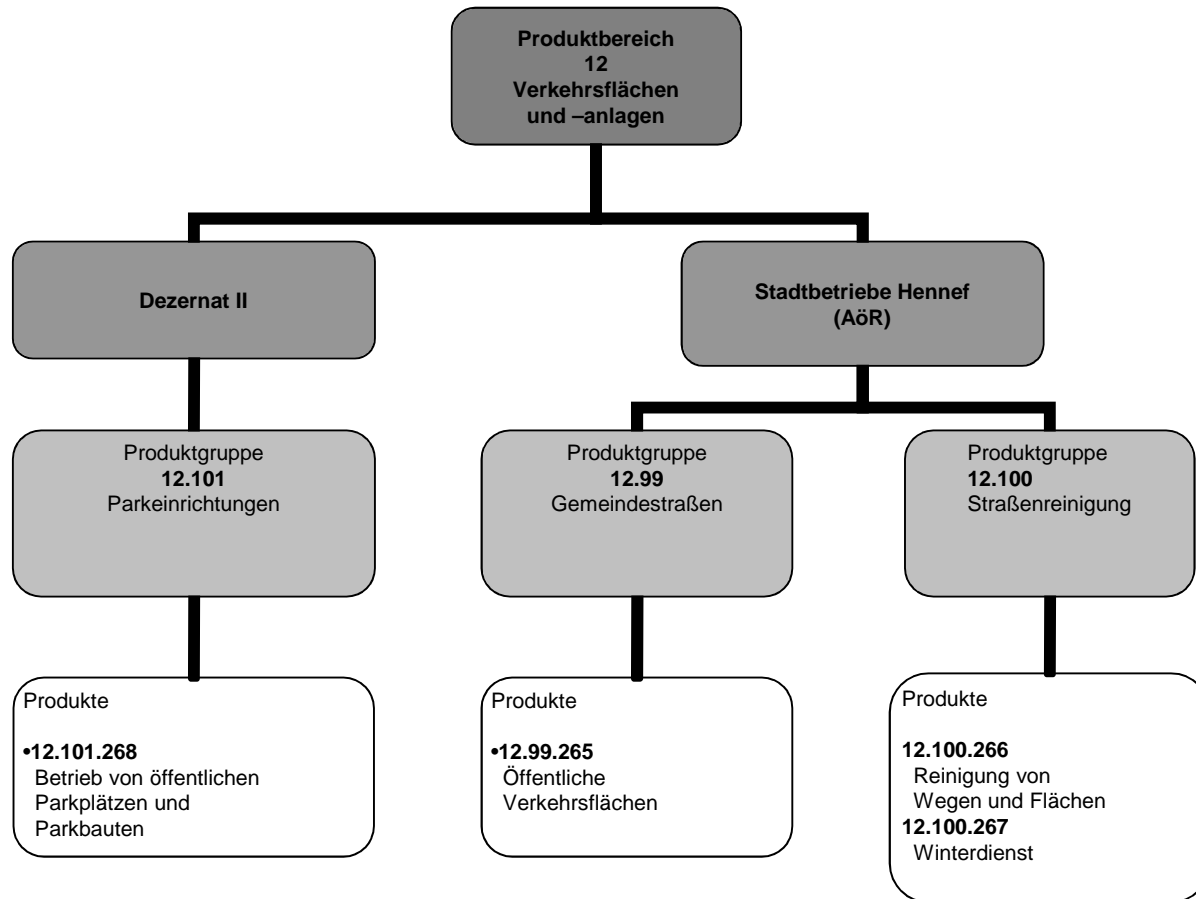 Produktbereich
12
Verkehrsflächen
und –anlagen
Dezernat II
Stadtbetriebe Hennef
(AöR)
Produktgruppe
12.101
Parkeinrichtungen
Produktgruppe
12.99
Gemeindestraßen
Produktgruppe
12.100
Straßenreinigung
Produkte
•12.101.268
Betrieb von öffentlichen
Parkplätzen und
Parkbauten
Produkte
•12.99.265
Öffentliche
Verkehrsflächen
Produkte
12.100.266
Reinigung von
Wegen und Flächen
12.100.267
Winterdienst